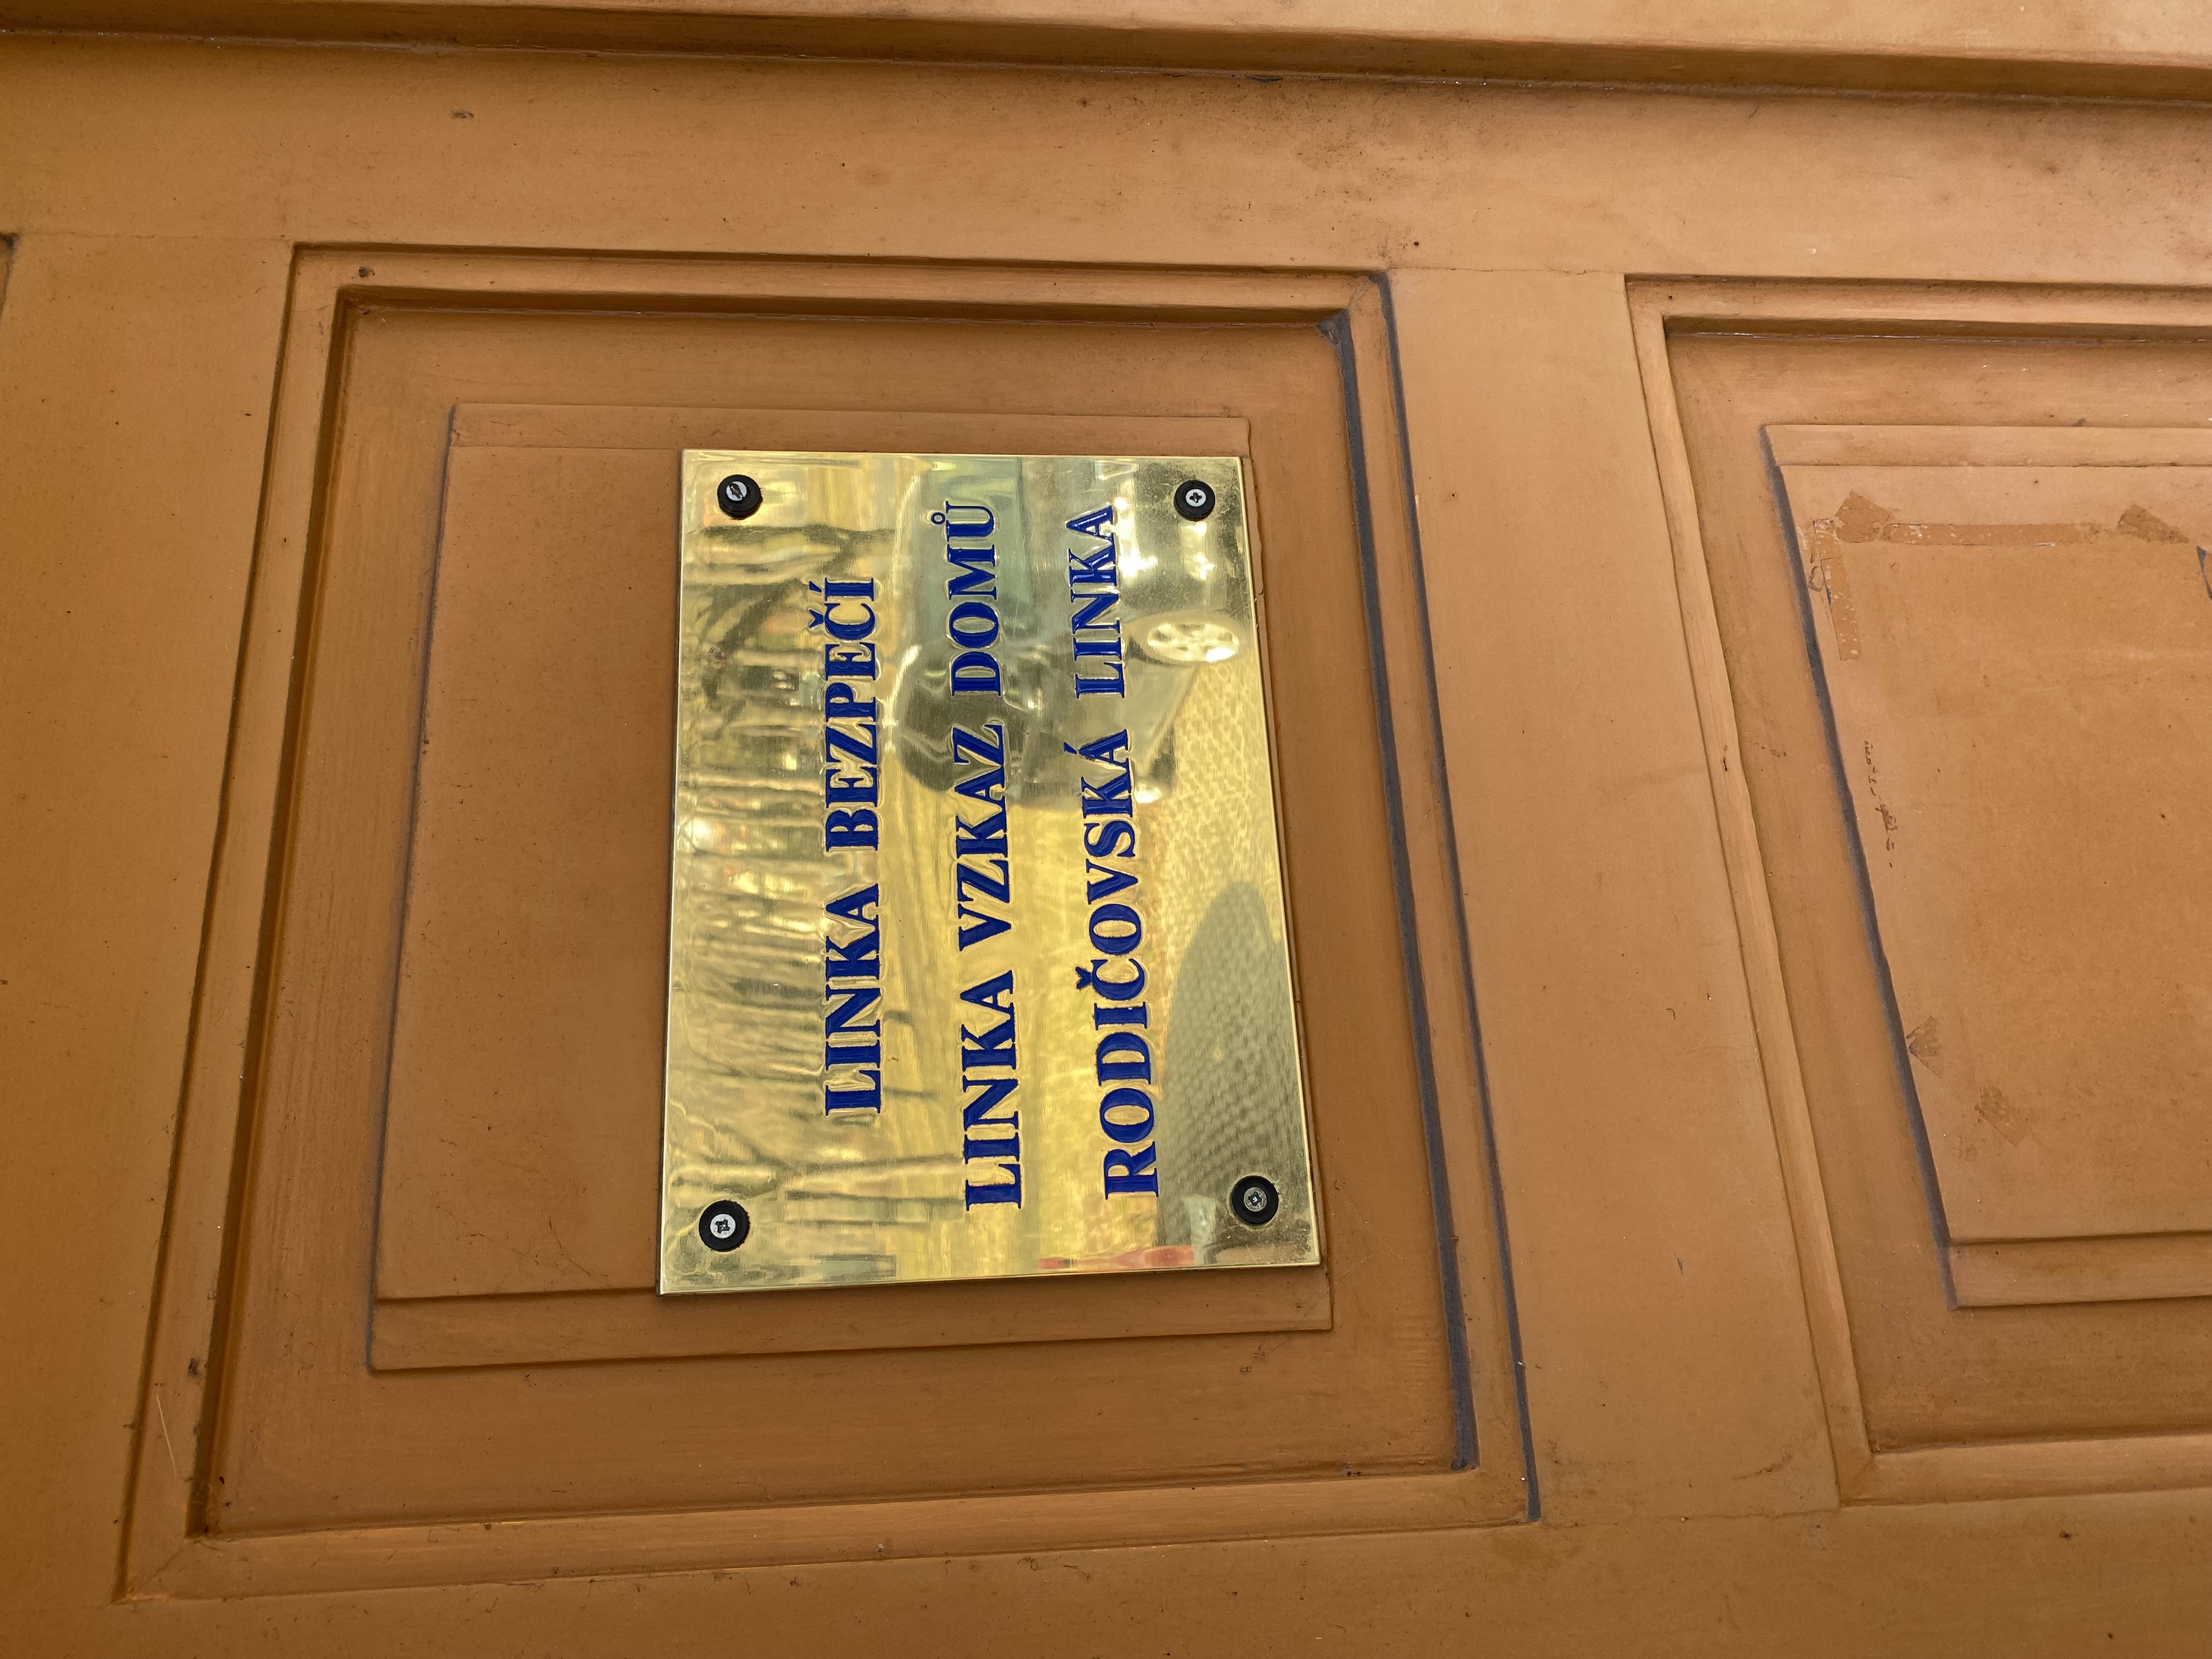 LINKA BEZPEČÍ
LINKA VZKAZ DOMŮ
RODIČOVSKÁ LINKA